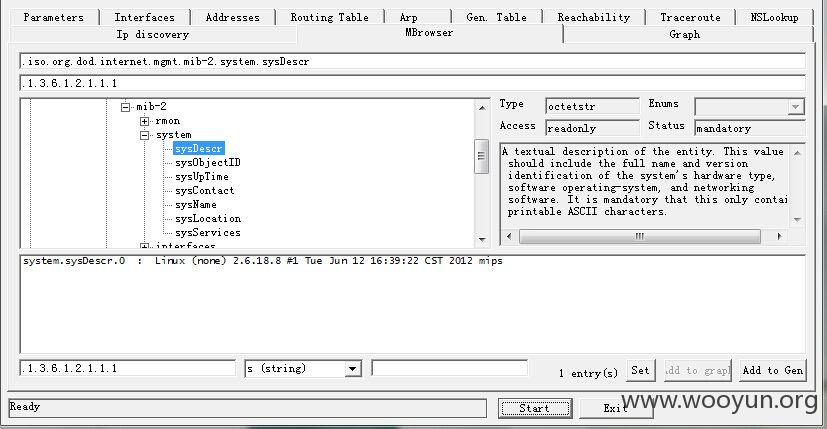 Parameters Interfaces Addresses Routing Table Arp Gen. Table Reachability Traceroute NSLookup
Ip discovery MBrowser Graph
.iso.org.dod.internet.mgmt.mib-2.system.sysDescr
.1.3.6.1.2.1.1.1
mib-2
rmon
system
sysDescr
sysObjectID
sysUpTime
sysContact
sysName
sysLocation
sysServices
interfaces
Type octetstr Enums
Access readonly Status mandatory
A textual description of the entity. This value
should include the full name and version
identification of the system's hardware type,
software operating-system, and networking
software. It is mandatory that this only contai
printable ASCII characters.
system.sysDescr.0 : Linux (none) 2.6.18.8 #1 Tue Jun 12 16:39:22 CST 2012 mips
.1.3.6.1.2.1.1.1 s (string) 1 entry(s) Set Add to graph Add to Gen
Ready Start Exit
www.wooyun.org